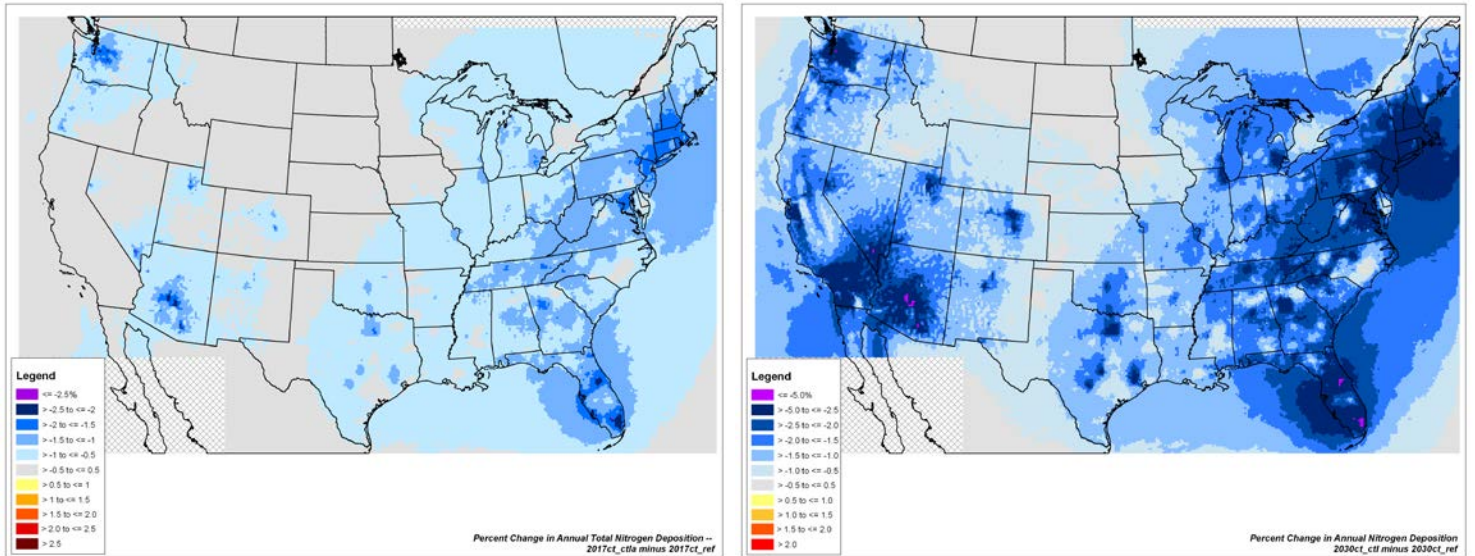 Legend
<= -2.5%
> -2.5 to <= -2
> -2 to <= -1.5
> -1.5 to <= -1
> -1 to <= -0.5
> -0.5 to <= 0.5
> 0.5 to <= 1
> 1 to <= 1.5
> 1.5 to <= 2.0
> 2.0 to <= 2.5
> 2.5
Percent Change in Annual Total Nitrogen Deposition --
2017ct_ctla minus 2017ct_ref
Legend
<= -5.0%
> -5.0 to <= -2.5
> -2.5 to <= -2.0
> -2.0 to <= -1.5
> -1.5 to <= -1.0
> -1.0 to <= -0.5
> -0.5 to <= 0.5
> 0.5 to <= 1.0
> 1.0 to <= 1.5
> 1.5 to <= 2.0
> 2.0
Percent Change in Annual Nitrogen Deposition
2030ct_ctl minus 2030ct_ref